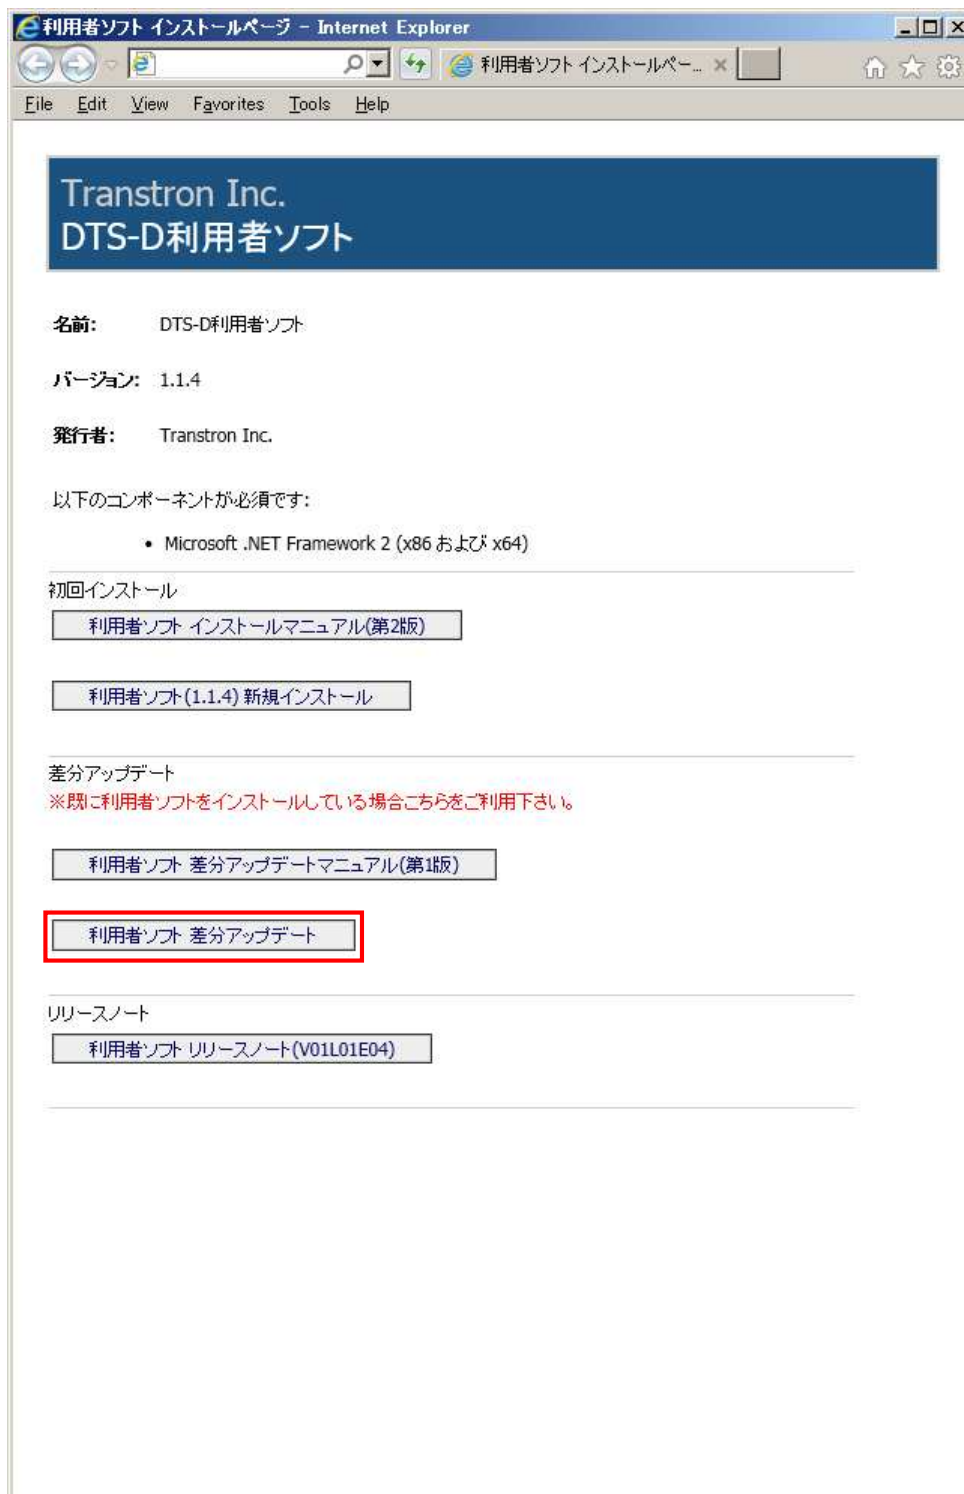 利用者ソフト インストールページ - Internet Explorer
利用者ソフト インストールペー...
File Edit View Favorites Tools Help
Transtron Inc.
DTS-D利用者ソフト
名前: DTS-D利用者ソフト
バージョン: 1.1.4
発行者: Transtron Inc.
以下のコンポーネントが必須です:
• Microsoft .NET Framework 2 (x86 および x64)
初回インストール
利用者ソフト インストールマニュアル(第2版)
利用者ソフト(1.1.4) 新規インストール
差分アップデート
※既に利用者ソフトをインストールしている場合こちらをご利用下さい。
利用者ソフト 差分アップデートマニュアル(第1版)
利用者ソフト 差分アップデート
リリースノート
利用者ソフト リリースノート(V01L01E04)